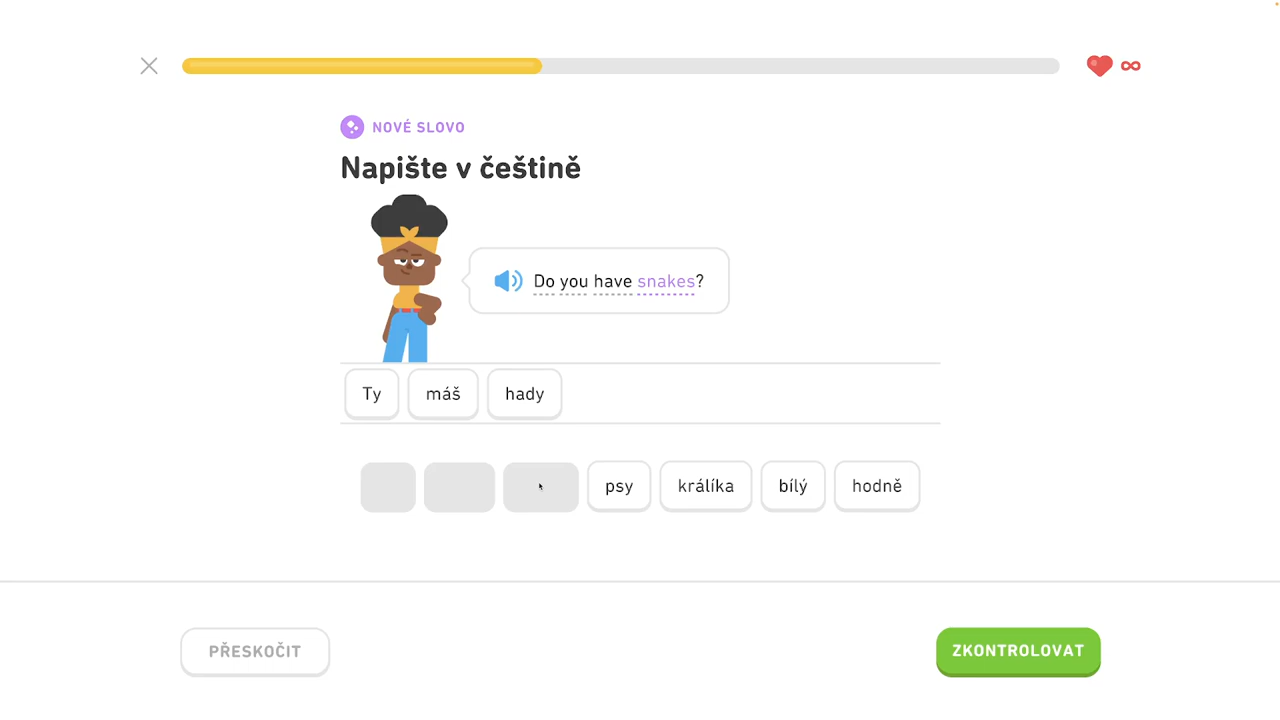 NOVÉ SLOVO
Napište v češtině
Do you have snakes?
Ty máš hady
psy králíka bílý hodně
PŘESKOČIT ZKONTROLOVAT